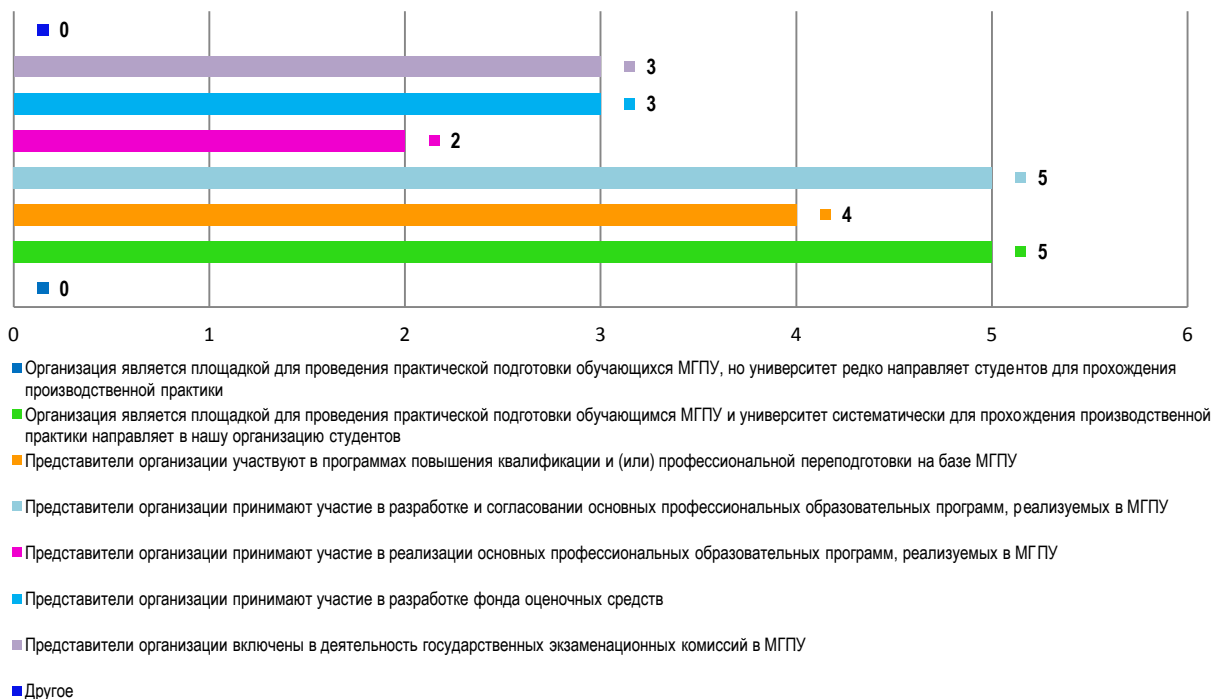 0
3
3
2
5
4
5
0
0 1 2 3 4 5 6
Организация является площадкой для проведения практической подготовки обучающихся МГПУ, но университет редко направляет студентов для прохождения
производственной практики
Организация является площадкой для проведения практической подготовки обучающимся МГПУ и университет систематически для прохождения производственной
практики направляет в нашу организацию студентов
Представители организации участвуют в программах повышения квалификации и (или) профессиональной переподготовки на базе МГПУ
Представители организации принимают участие в разработке и согласовании основных профессиональных образовательных программ, реализуемых в МГПУ
Представители организации принимают участие в реализации основных профессиональных образовательных программ, реализуемых в МГПУ
Представители организации принимают участие в разработке фонда оценочных средств
Представители организации включены в деятельность государственных экзаменационных комиссий в МГПУ
Другое